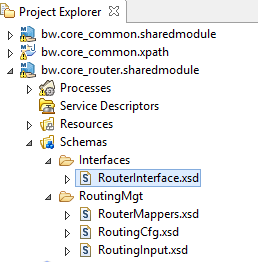 Project Explorer
bw.core_common.sharedmodule
bw.core_common.xpath
bw.core_router.sharedmodule
Processes
Service Descriptors
Resources
Schemas
Interfaces
RouterInterface.xsd
RoutingMgt
RouterMappers.xsd
RoutingCfg.xsd
RoutingInput.xsd